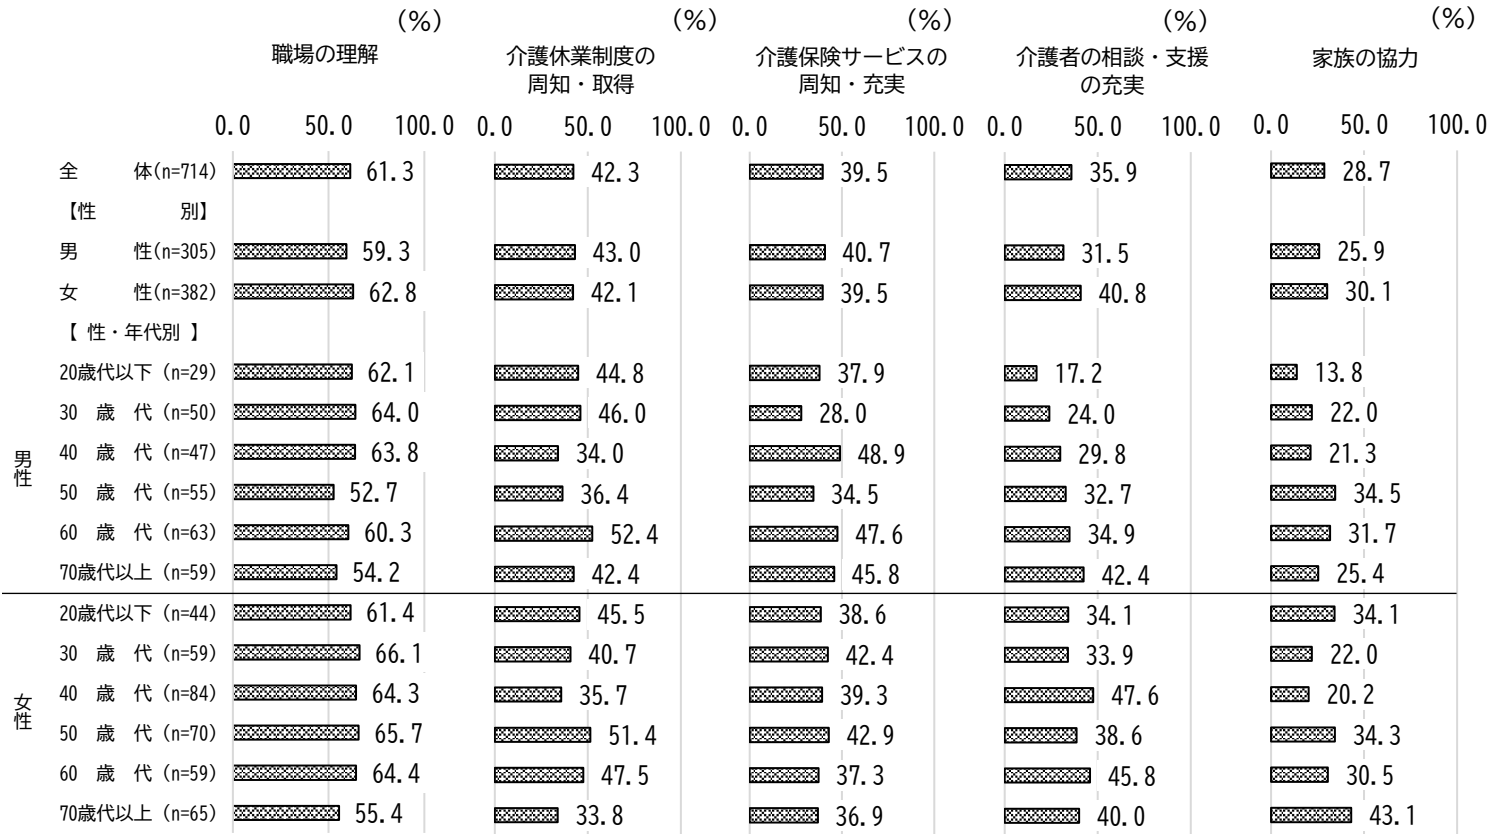 (%) (%) (%) (%) (%)
職場の理解 介護休業制度の 介護保険サービスの 介護者の相談・支援 家族の協力
周知・取得 周知・充実 の充実
0.0 50.0 100.0 0.0 50.0 100.0 0.0 50.0 100.0 0.0 50.0 100.0 0.0 50.0 100.0
全 体(n=714) 61.3 42.3 39.5 35.9 28.7
【性 別】
男 性(n=305) 59.3 43.0 40.7 31.5 25.9
女 性(n=382) 62.8 42.1 39.5 40.8 30.1
【 性・年代別 】
男性
20歳代以下 (n=29) 62.1 44.8 37.9 17.2 13.8
30 歳 代 (n=50) 64.0 46.0 28.0 24.0 22.0
40 歳 代 (n=47) 63.8 34.0 48.9 29.8 21.3
50 歳 代 (n=55) 52.7 36.4 34.5 32.7 34.5
60 歳 代 (n=63) 60.3 52.4 47.6 34.9 31.7
70歳代以上 (n=59) 54.2 42.4 45.8 42.4 25.4
女性
20歳代以下 (n=44) 61.4 45.5 38.6 34.1 34.1
30 歳 代 (n=59) 66.1 40.7 42.4 33.9 22.0
40 歳 代 (n=84) 64.3 35.7 39.3 47.6 20.2
50 歳 代 (n=70) 65.7 51.4 42.9 38.6 34.3
60 歳 代 (n=59) 64.4 47.5 37.3 45.8 30.5
70歳代以上 (n=65) 55.4 33.8 36.9 40.0 43.1